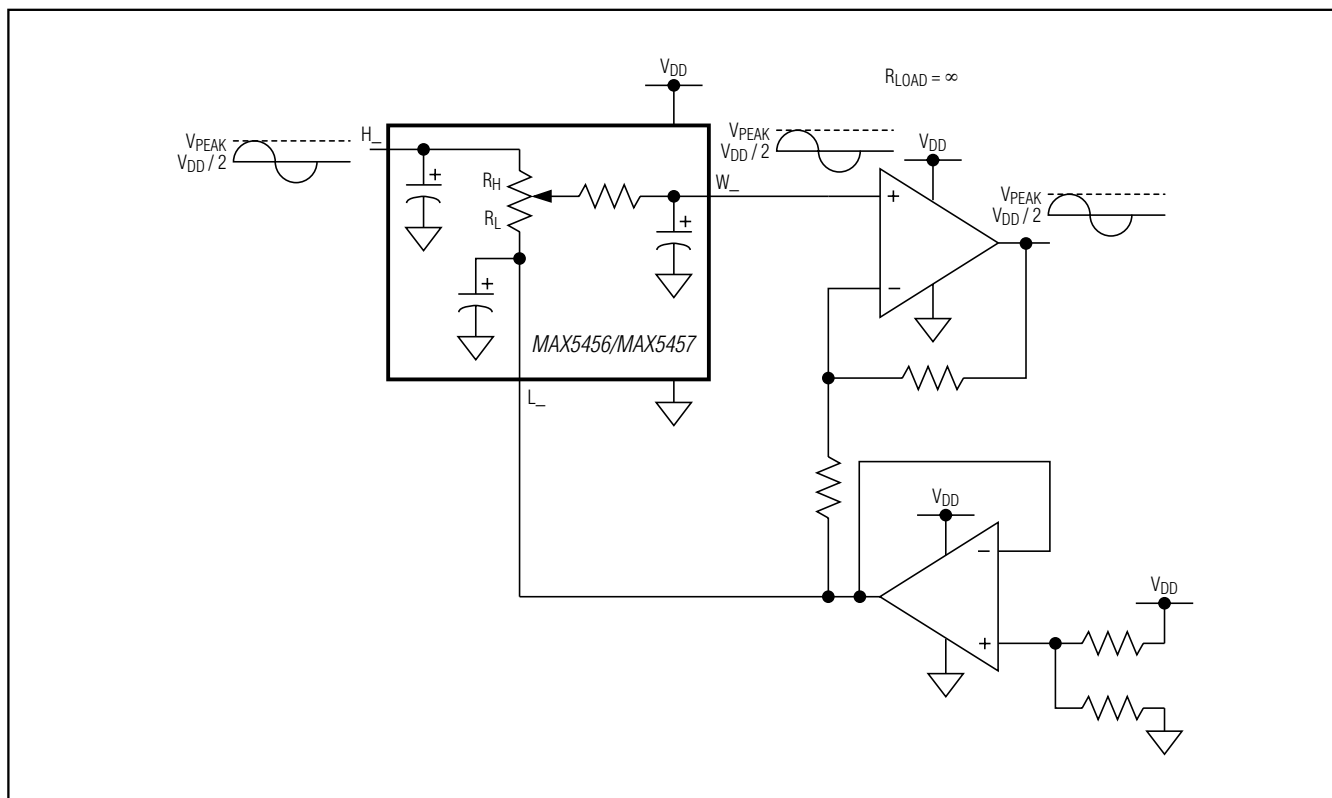 V_DD
R_LOAD = ∞
V_PEAK
V_DD / 2
H_
+
R_H
R_L
+
W_
+
+
MAX5456/MAX5457
L_
V_PEAK
V_DD / 2
V_DD
+
−
V_PEAK
V_DD / 2
V_DD
−
+
V_DD